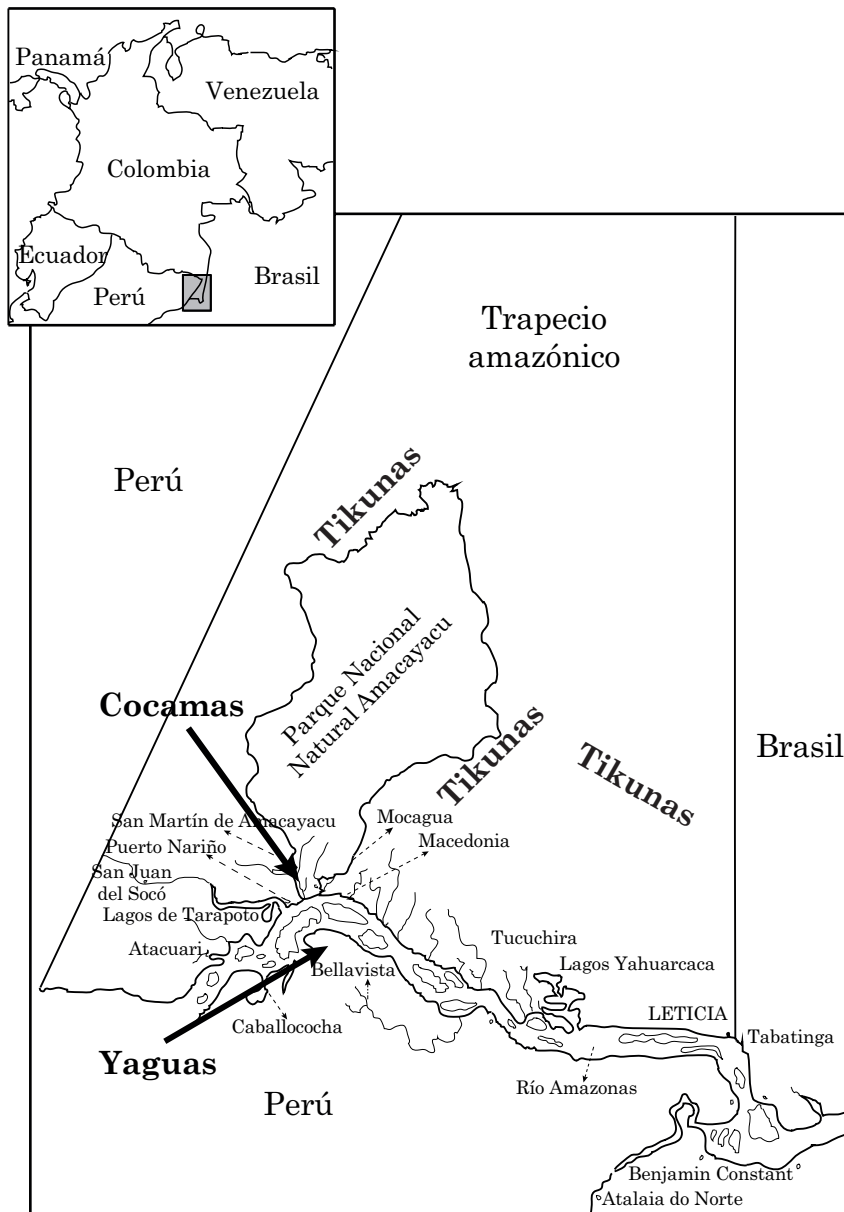 Panamá
Venezuela
Colombia
Ecuador
Perú
Brasil
Trapecio
amazónico
Perú
Tikunas
Parque Nacional
Natural Amacayacu
Cocamas
Tikunas
Tikunas
Brasil
San Martín de Amacayacu
Mocagua
Puerto Nariño
Macedonia
San Juan
del Socó
Lagos de Tarapoto
Atacuari
Tucuchira
Bellavista
Lagos Yahuarcaca
Caballococha
LETICIA
Tabatinga
Yaguas
Río Amazonas
Perú
Benjamin Constant
Atalaia do Norte